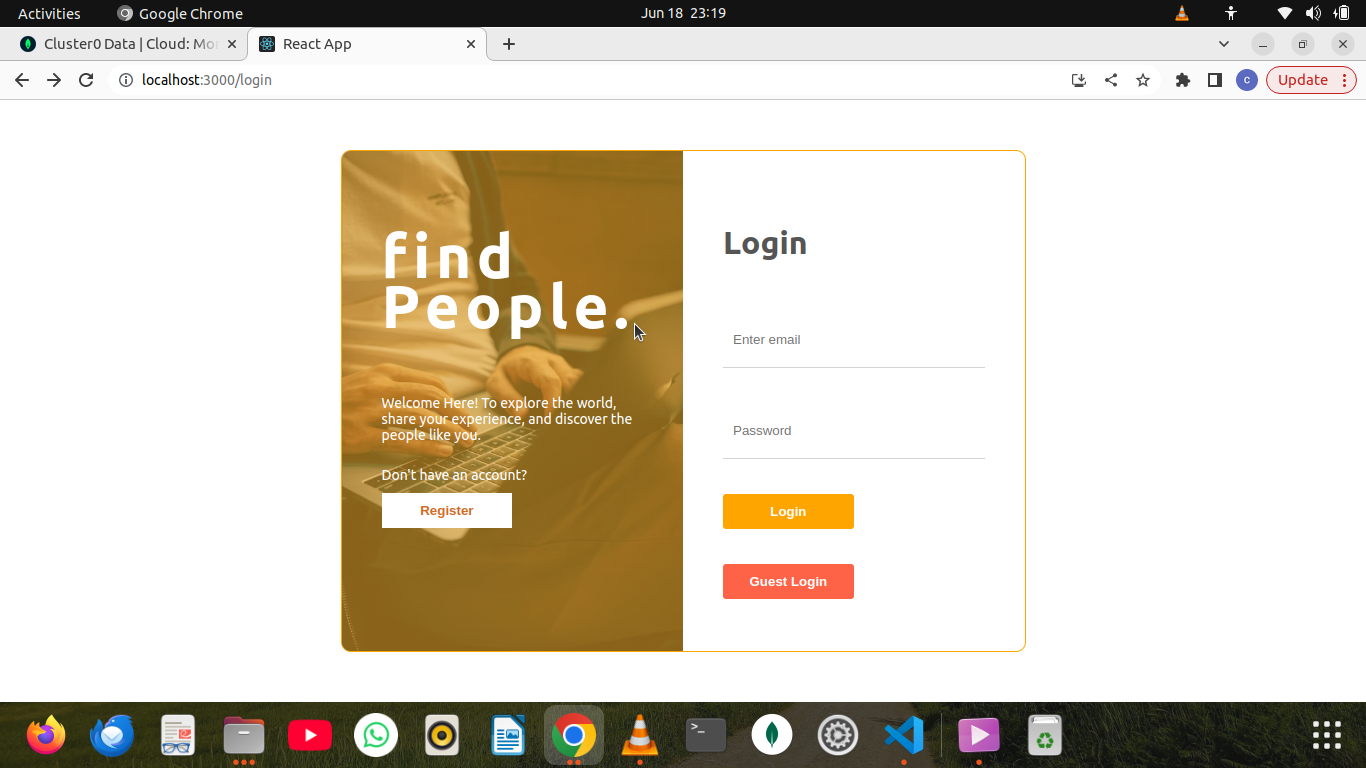 Activities
Google Chrome
Jun 18 23:19
Cluster0 Data | Cloud: Mo
React App
localhost:3000/login
c
Update
find
People.
Welcome Here! To explore the world,
share your experience, and discover the
people like you.
Don't have an account?
Register
Login
Enter email
Password
Login
Guest Login